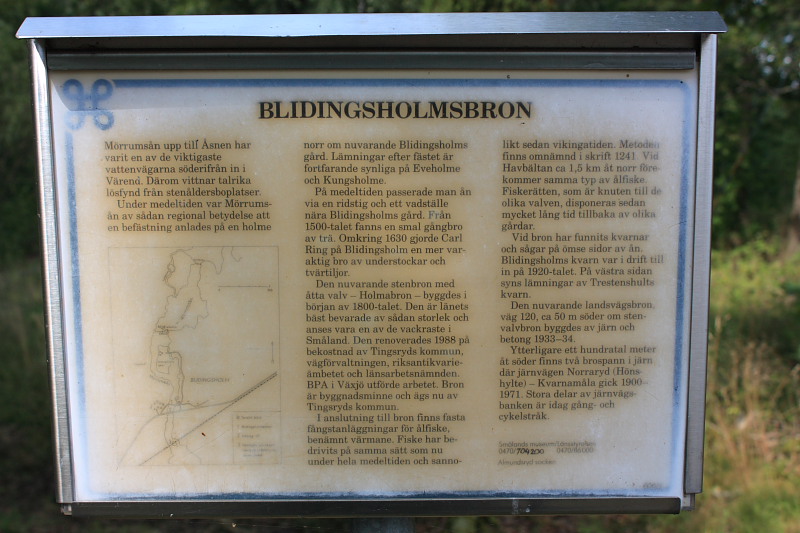 BLIDINGSHOLMSBRON
Mörrumsån upp till Åsnen har
varit en av de viktigaste
vattenvägarna söderifrån in i
Värend. Därom vittnar talrika
lösfynd från stenåldersboplatser.
Under medeltiden var Mörrums-
ån av sådan regional betydelse att
en befästning anlades på en holme
BLIDINGSHOLM
norr om nuvarande Blidingsholms
gård. Lämningar efter fästet är
fortfarande synliga på Eveholme
och Kungsholme.
På medeltiden passerade man ån
via en ridstig och ett vadställe
nära Blidingsholms gård. Från
1500-talet fanns en smal gångbro
av trä. Omkring 1630 gjorde Carl
Ring på Blidingsholm en mer var-
aktig bro av understockar och
tvärtiljor.
Den nuvarande stenbron med
åtta valv – Holmabron – byggdes i
början av 1800-talet. Den är länets
bäst bevarade av sådan storlek och
anses vara en av de vackraste i
Småland. Den renoverades 1988 på
bekostnad av Tingsryds kommun,
vägförvaltningen, riksantikvarie-
ämbetet och länsarbetsnämnden.
BPA i Växjö utförde arbetet. Bron
är byggnadsminne och ägs nu av
Tingsryds kommun.
I anslutning till bron finns fasta
fångstanläggningar för ålfiske,
benämnt värmane. Fiske har be-
drivits på samma sätt som nu
under hela medeltiden och sanno-
likt sedan vikingatiden. Metoden
finns omnämnd i skrift 1241. Vid
Havbältan ca 1,5 km åt norr före-
kommer samma typ av ålfiske.
Fiskerätten, som är knuten till de
olika valven, disponeras sedan
mycket lång tid tillbaka av olika
gårdar.
Vid bron har funnits kvarnar
och sågar på ömse sidor av ån.
Blidingsholms kvarn var i drift till
in på 1920-talet. På västra sidan
syns lämningar av Trestenshults
kvarn.
Den nuvarande landsvägsbron,
väg 120, ca 50 m söder om sten-
valvbron byggdes av järn och
betong 1933–34.
Ytterligare ett hundratal meter
åt söder finns två brospann i järn
där järnvägen Norraryd (Höns-
hylte) – Kvarnamåla gick 1900–
1971. Stora delar av järnvägs-
banken är idag gång- och
cykelstråk.
Smålands museum/Länsstyrelsen
0470/704200 0470/86000
Almundsryd socken